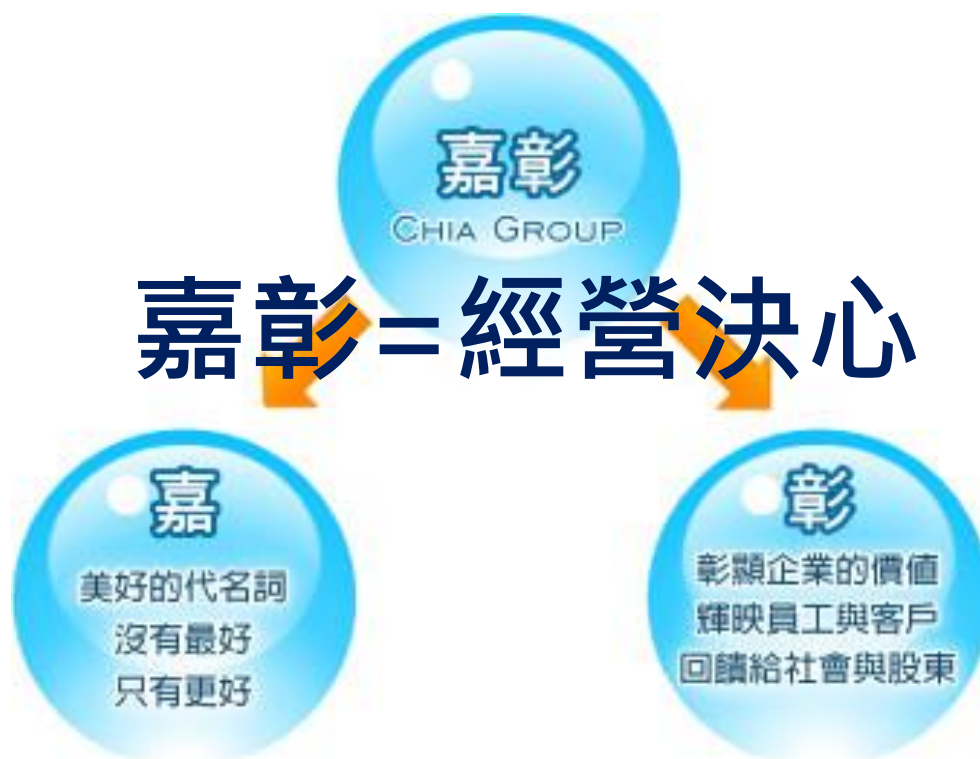 嘉彰
CHIA GROUP
嘉彰=經營決心
嘉
美好的代名詞
沒有最好
只有更好
彰
彰顯企業的價值
輝映員工與客戶
回饋給社會與股東